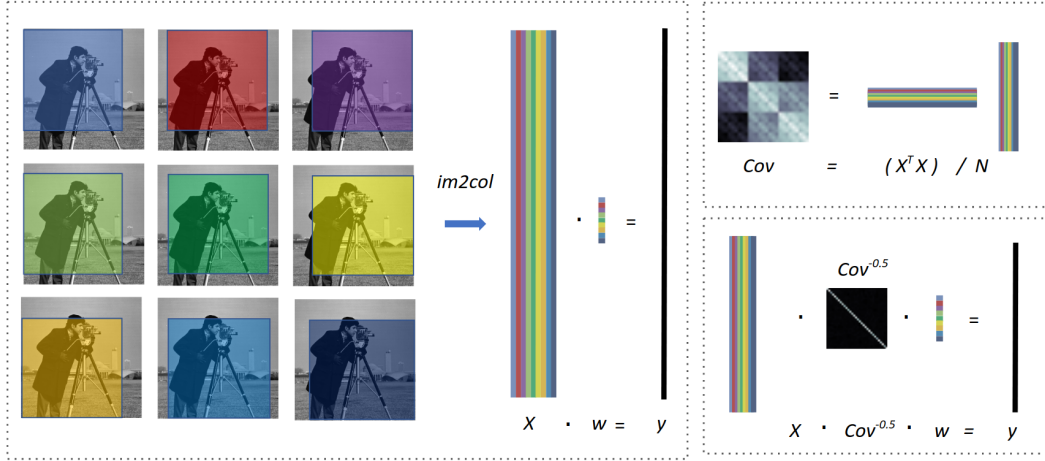 im2col
· =
X · w = y
=
Cov = ( X^T X ) / N
Cov^-0.5
· · =
X · Cov^-0.5 · w = y